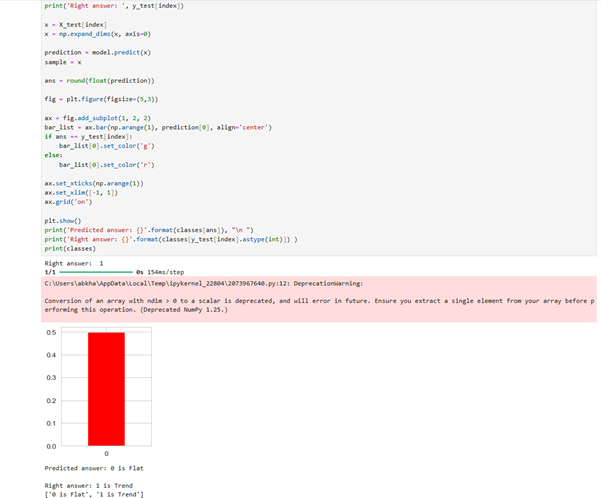 print('Right answer: ', y_test[index])
x = X_test[index]
x = np.expand_dims(x, axis=0)
prediction = model.predict(x)
sample = x
ans = round(float(prediction))
fig = plt.figure(figsize=(5,3))
ax = fig.add_subplot(1, 2, 2)
bar_list = ax.bar(np.arange(1), prediction[0], align='center')
if ans == y_test[index]:
    bar_list[0].set_color('g')
else:
    bar_list[0].set_color('r')
ax.set_xticks(np.arange(1))
ax.set_xlim([-1, 1])
ax.grid('on')
plt.show()
print('Predicted answer: {}'.format(classes[ans]), "\n ")
print('Right answer: {}'.format(classes[y_test[index].astype(int)]) )
print(classes)
Right answer:  1
1/1 0s 154ms/step
C:\Users\abkha\AppData\Local\Temp\ipykernel_22804\2073967640.py:12: DeprecationWarning:
Conversion of an array with ndim > 0 to a scalar is deprecated, and will error in future. Ensure you extract a single element from your array before p
erforming this operation. (Deprecated NumPy 1.25.)
0.5
0.4
0.3
0.2
0.1
0.0
0
Predicted answer: 0 is Flat
Right answer: 1 is Trend
['0 is Flat', '1 is Trend']